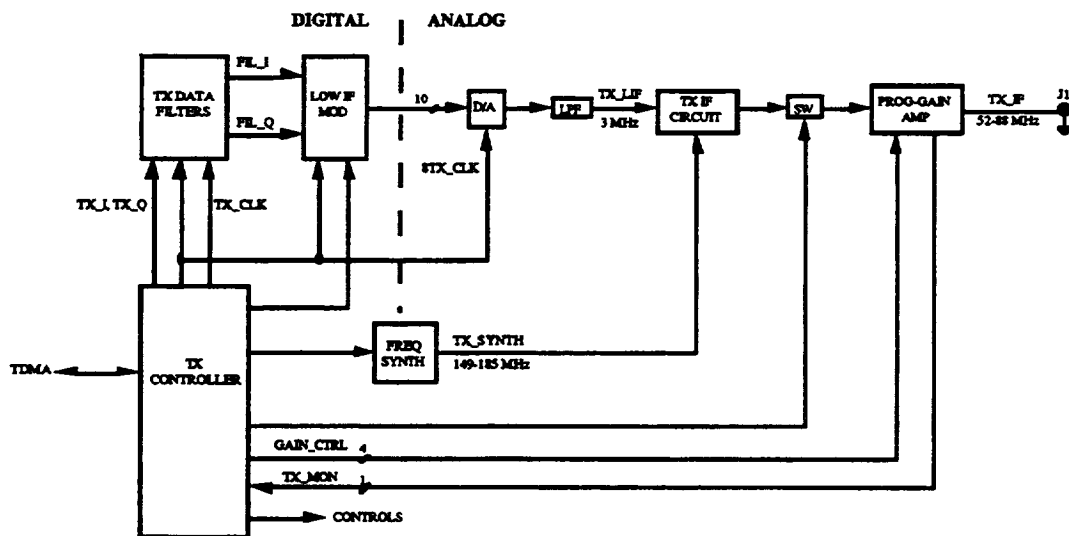 DIGITAL
ANALOG
TX DATA
FILTERS
FIL_I
FIL_Q
LOW IF
MOD
10
D/A
LPF
TX_LIF
3 MHz
TX IF
CIRCUIT
SW
PROG-GAIN
AMP
TX_IF
52-88 MHz
J1
TX_I, TX_Q
TX_CLK
8TX_CLK
FREQ
SYNTH
TX_SYNTH
149-185 MHz
TDMA
TX
CONTROLLER
GAIN_CTRL
4
TX_MON
1
CONTROLS